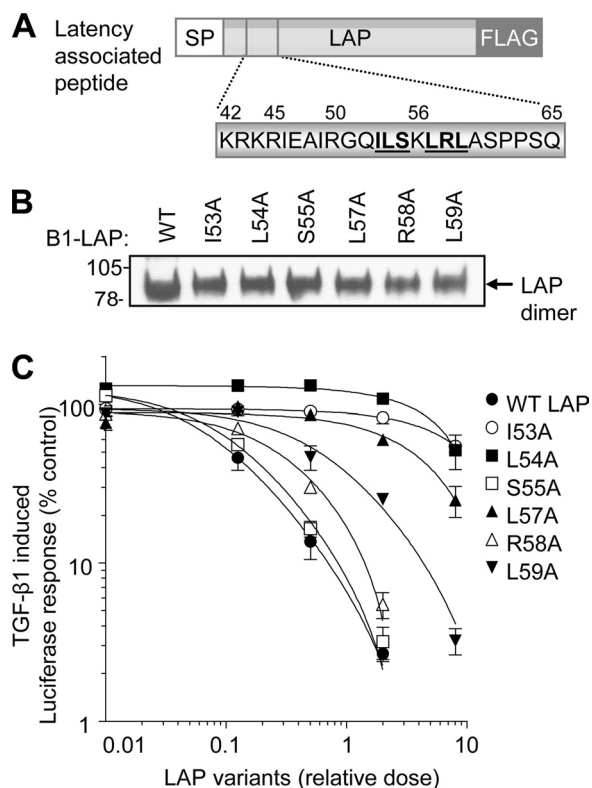 A
Latency associated peptide
SP LAP FLAG
42 45 50 56 65
KRKRIEAIRGQILSKLRLASPPSQ
B
B1-LAP: WT I53A L54A S55A L57A R58A L59A
105-
78-
LAP dimer
C
TGF-β1 induced
Luciferase response (% control)
100
10
1
0.01 0.1 1 10
LAP variants (relative dose)
WT LAP
I53A
L54A
S55A
L57A
R58A
L59A